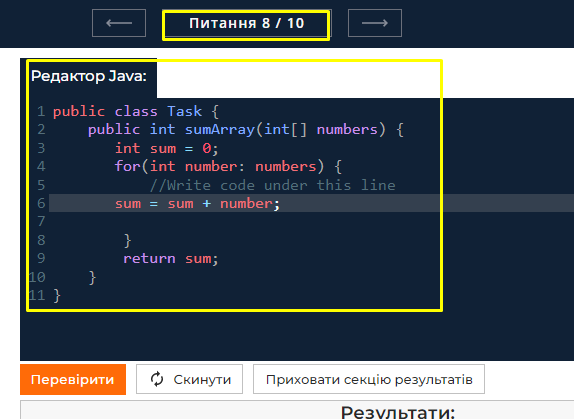 Питання 8 / 10
Редактор Java:
1 public class Task {
2 public int sumArray(int[] numbers) {
3 int sum = 0;
4 for(int number: numbers) {
5 //Write code under this line
6 sum = sum + number;
7
8 }
9 return sum;
10 }
11 }
Перевірити Скинути Приховати секцію результатів
Результати: